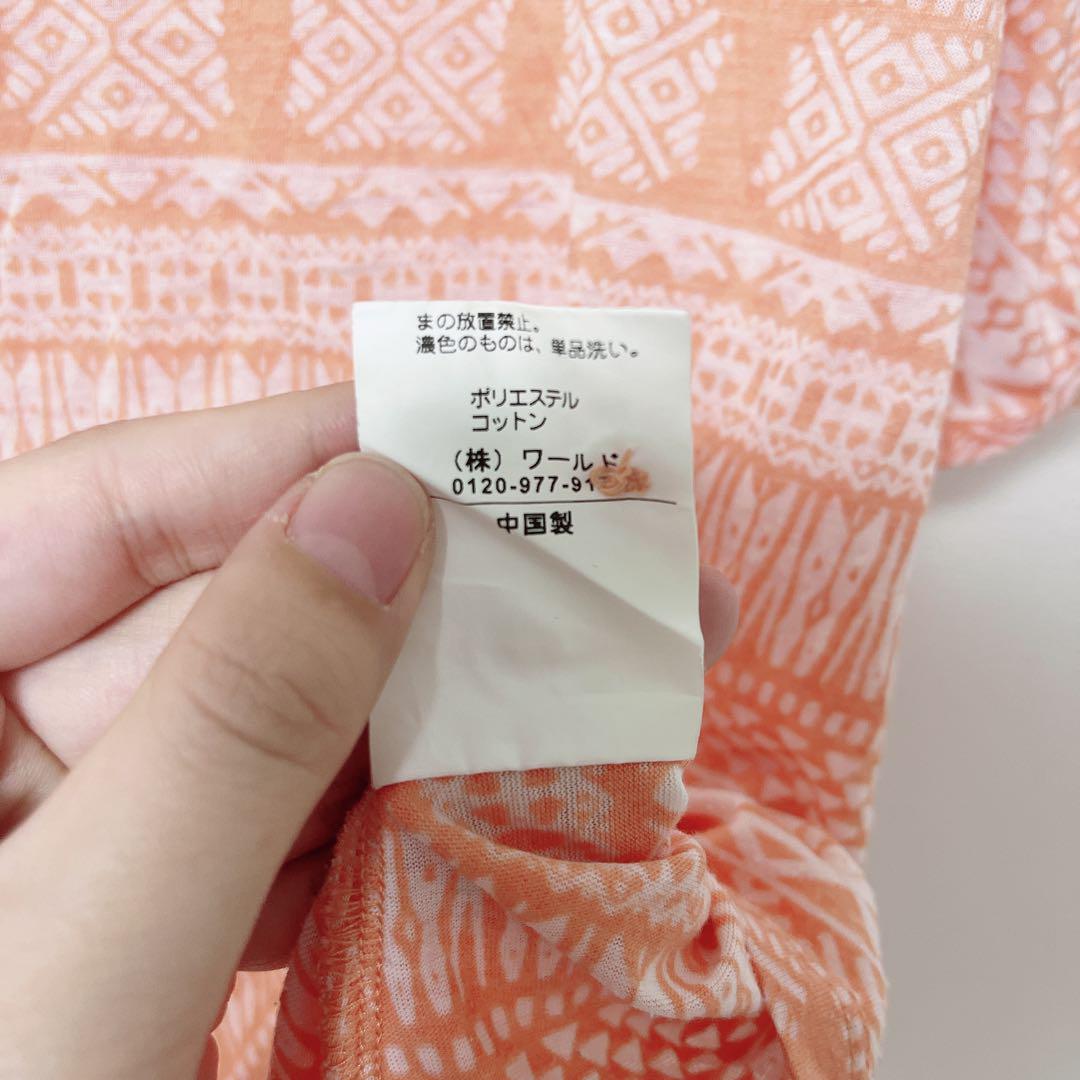 まの放置禁止。
濃色のものは、単品洗い。
ポリエステル
コットン
（株）ワールド
0120-977-91
中国製